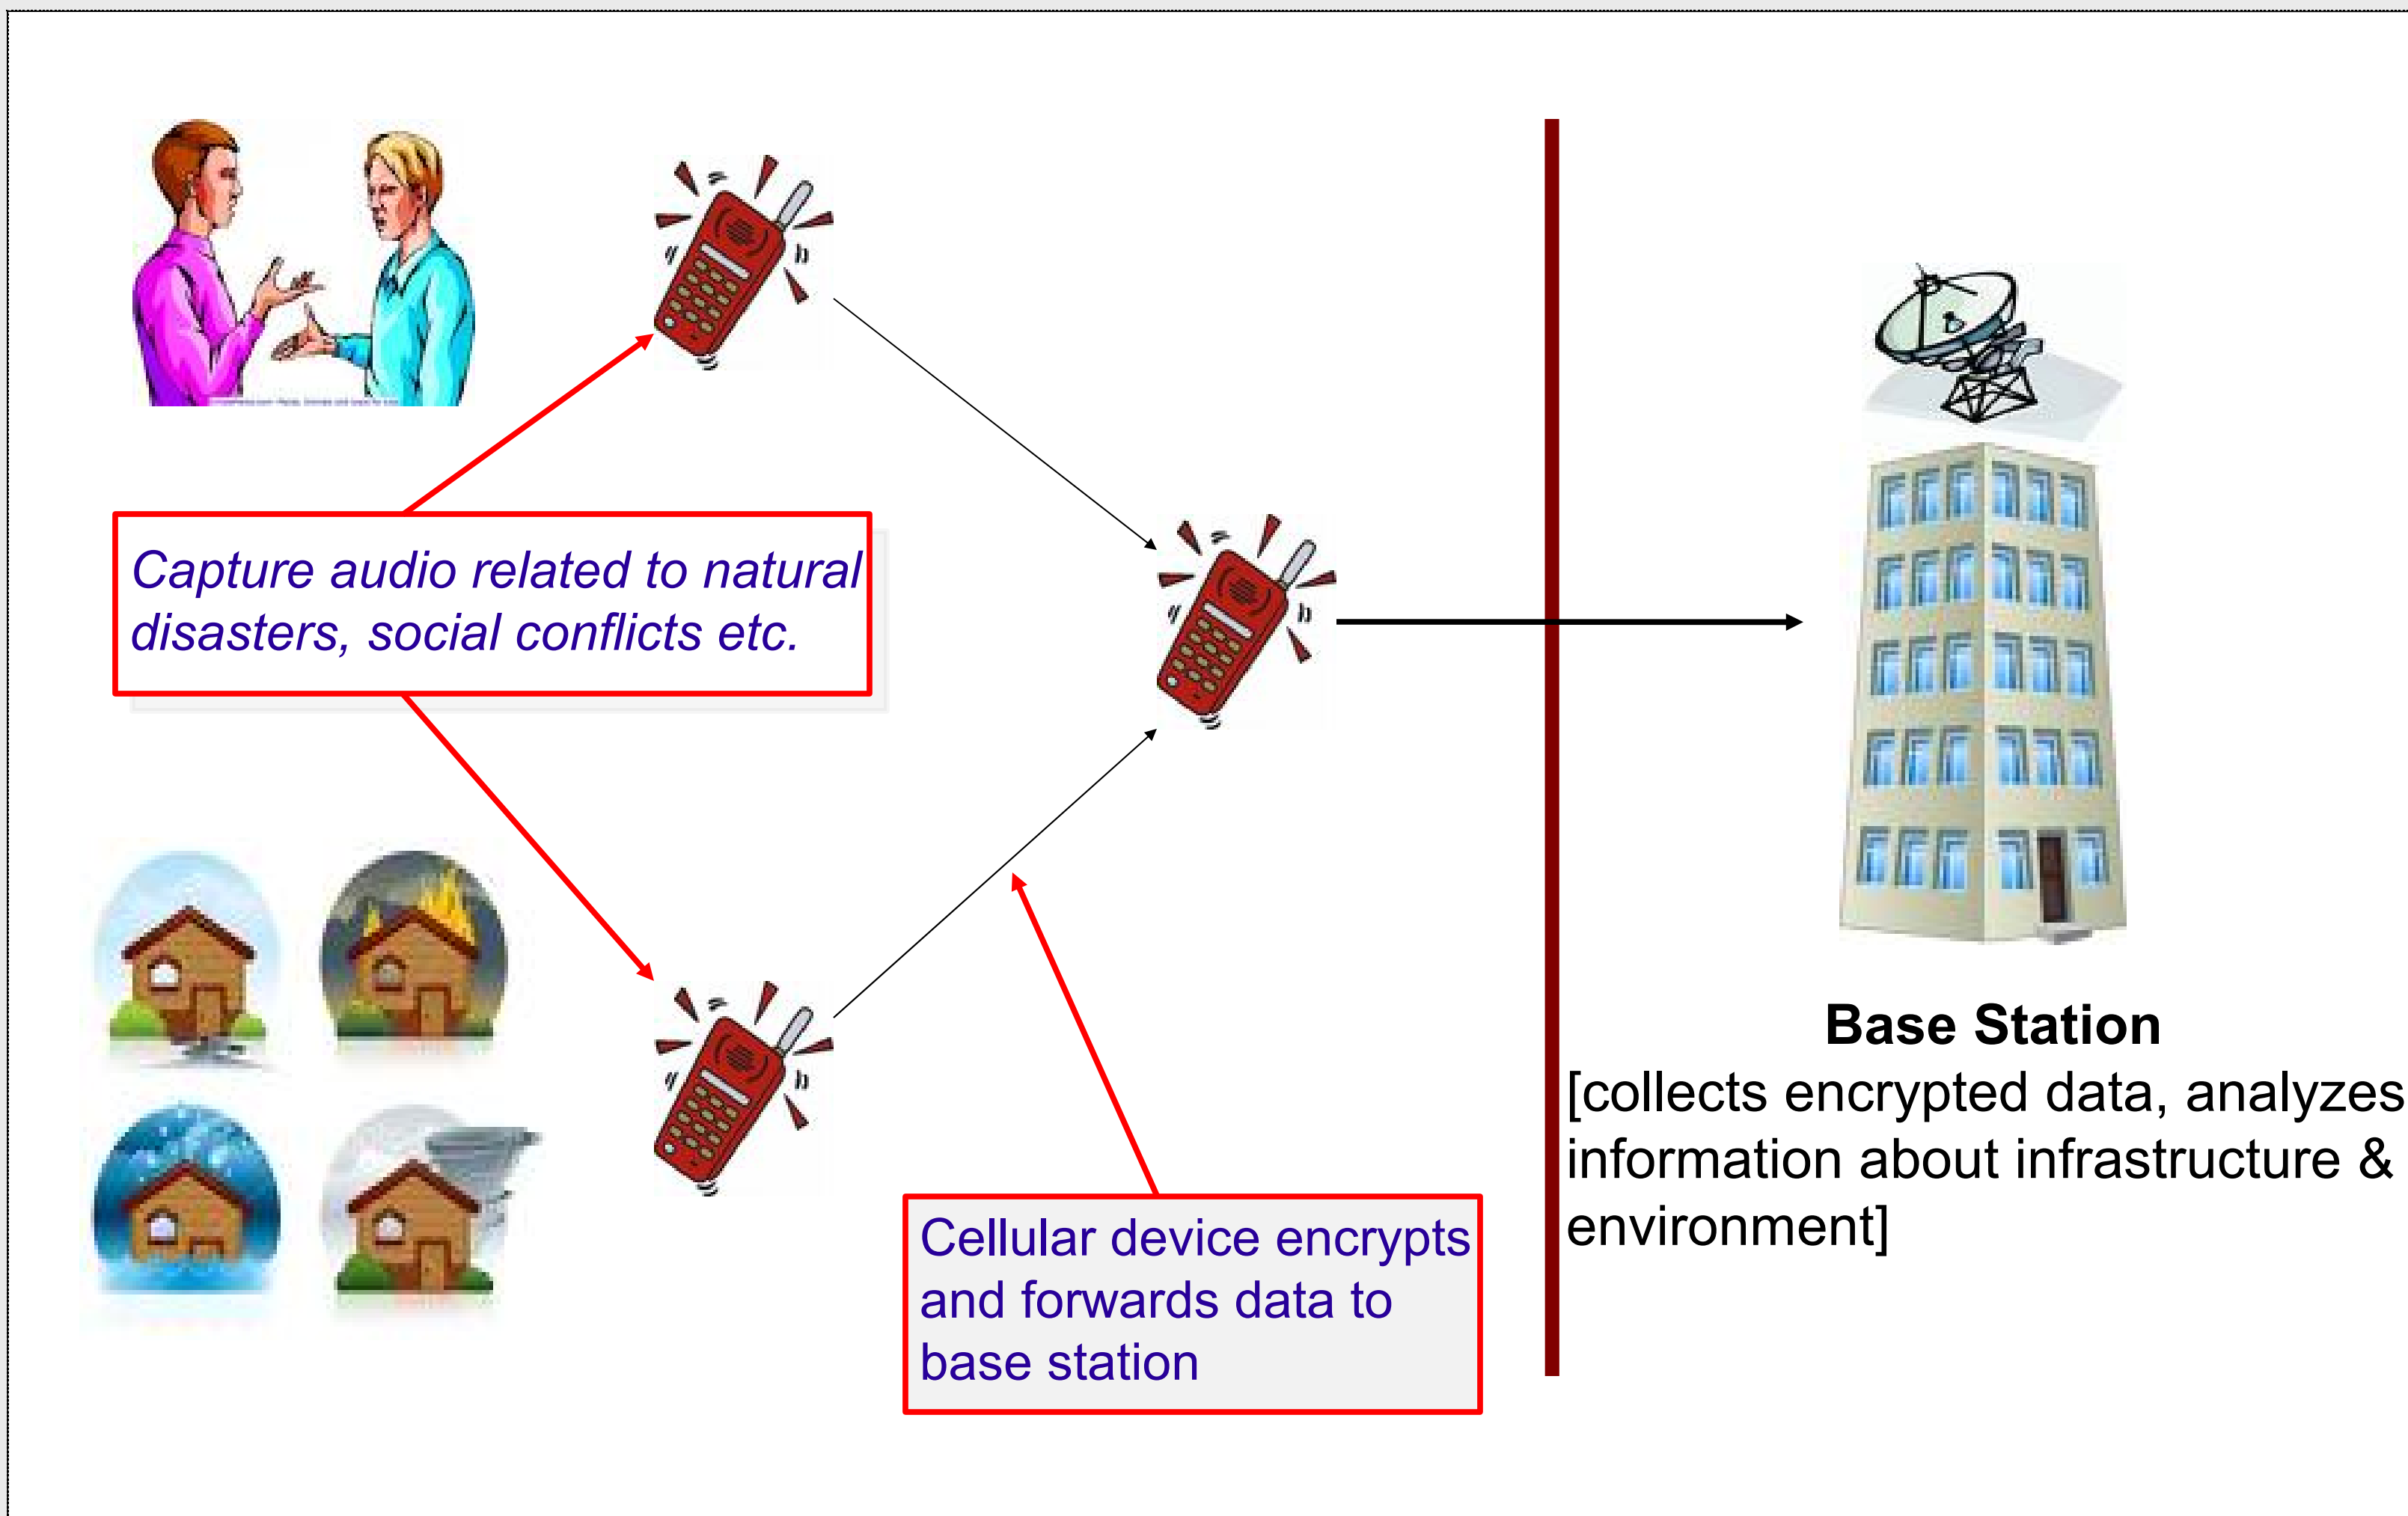 Capture audio related to natural
disasters, social conflicts etc.
Cellular device encrypts
and forwards data to
base station
Base Station
[collects encrypted data, analyzes
information about infrastructure &
environment]